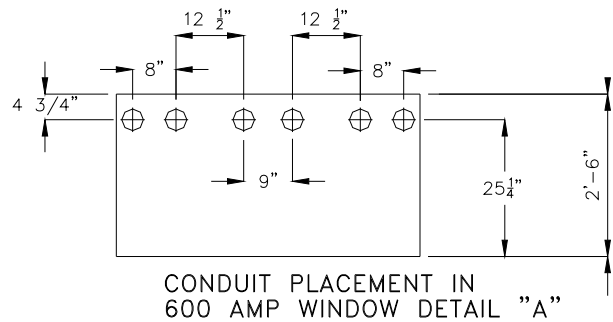 12 1/2" 12 1/2"
8" 8"
4 3/4"
9"
25 1/4"
2'-6"
CONDUIT PLACEMENT IN
600 AMP WINDOW DETAIL "A"